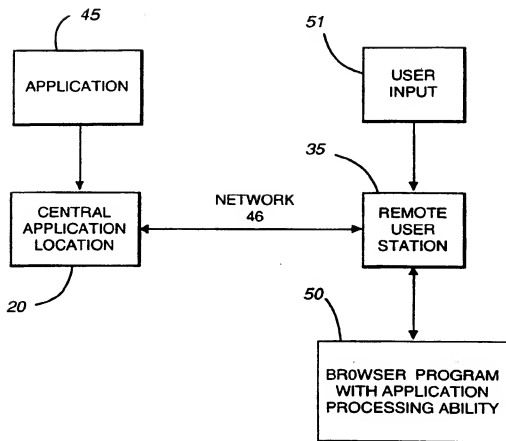 45
APPLICATION
51
USER
INPUT
35
CENTRAL
APPLICATION
LOCATION
NETWORK
46
REMOTE
USER
STATION
20
50
BR0WSER PROGRAM
WITH APPLICATION
PROCESSING ABILITY